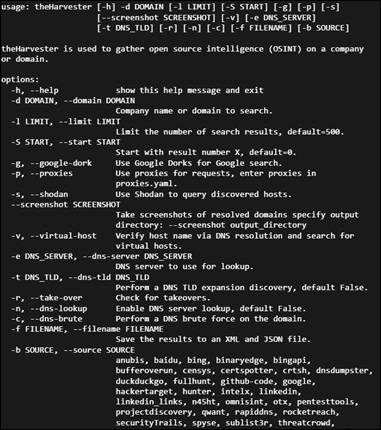 usage: theHarvester [-h] -d DOMAIN [-l LIMIT] [-S START] [-g] [-p] [-s]
[--screenshot SCREENSHOT] [-v] [-e DNS_SERVER]
[-t DNS_TLD] [-r] [-n] [-c] [-f FILENAME] [-b SOURCE]
theHarvester is used to gather open source intelligence (OSINT) on a company
or domain.
options:
-h, --help show this help message and exit
-d DOMAIN, --domain DOMAIN
Company name or domain to search.
-l LIMIT, --limit LIMIT
Limit the number of search results, default=500.
-S START, --start START
Start with result number X, default=0.
-g, --google-dork Use Google Dorks for Google search.
-p, --proxies Use proxies for requests, enter proxies in
proxies.yaml.
-s, --shodan Use Shodan to query discovered hosts.
--screenshot SCREENSHOT
Take screenshots of resolved domains specify output
directory: --screenshot output_directory
-v, --virtual-host Verify host name via DNS resolution and search for
virtual hosts.
-e DNS_SERVER, --dns-server DNS_SERVER
DNS server to use for lookup.
-t DNS_TLD, --dns-tld DNS_TLD
Perform a DNS TLD expansion discovery, default False.
-r, --take-over Check for takeovers.
-n, --dns-lookup Enable DNS server lookup, default False.
-c, --dns-brute Perform a DNS brute force on the domain.
-f FILENAME, --filename FILENAME
Save the results to an XML and JSON file.
-b SOURCE, --source SOURCE
anubis, baidu, bing, binaryedge, bingapi,
bufferoverun, censys, certspotter, crtsh, dnsdumpster,
duckduckgo, fullhunt, github-code, google,
hackertarget, hunter, intelx, linkedin,
linkedin_links, n45ht, omnisint, otx, pentesttools,
projectdiscovery, qwant, rapiddns, rocketreach,
securityTrails, spyse, sublist3r, threatcrowd,